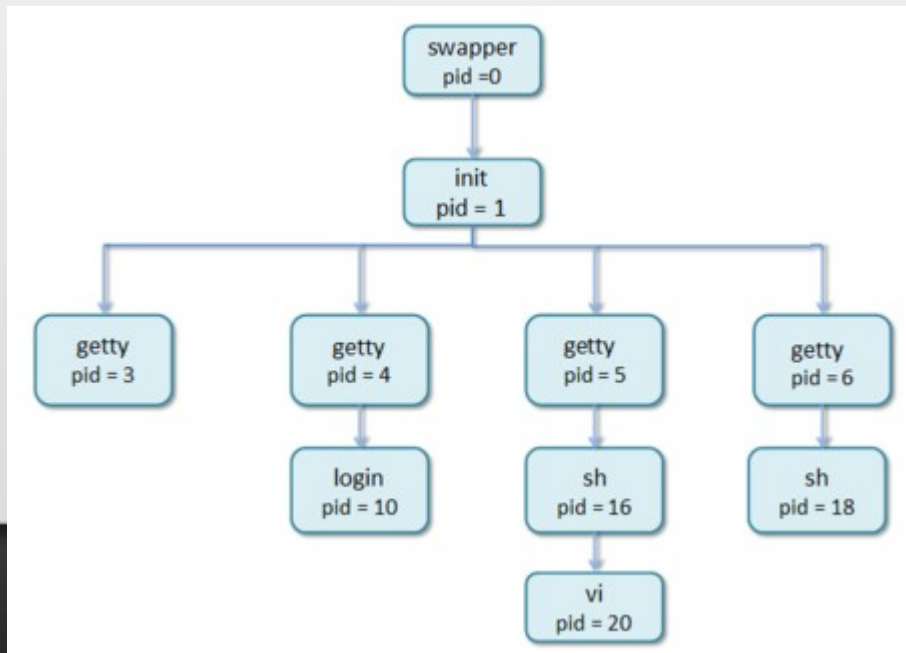 swapper
pid =0
init
pid = 1
getty
pid = 3
getty
pid = 4
getty
pid = 5
getty
pid = 6
login
pid = 10
sh
pid = 16
sh
pid = 18
vi
pid = 20